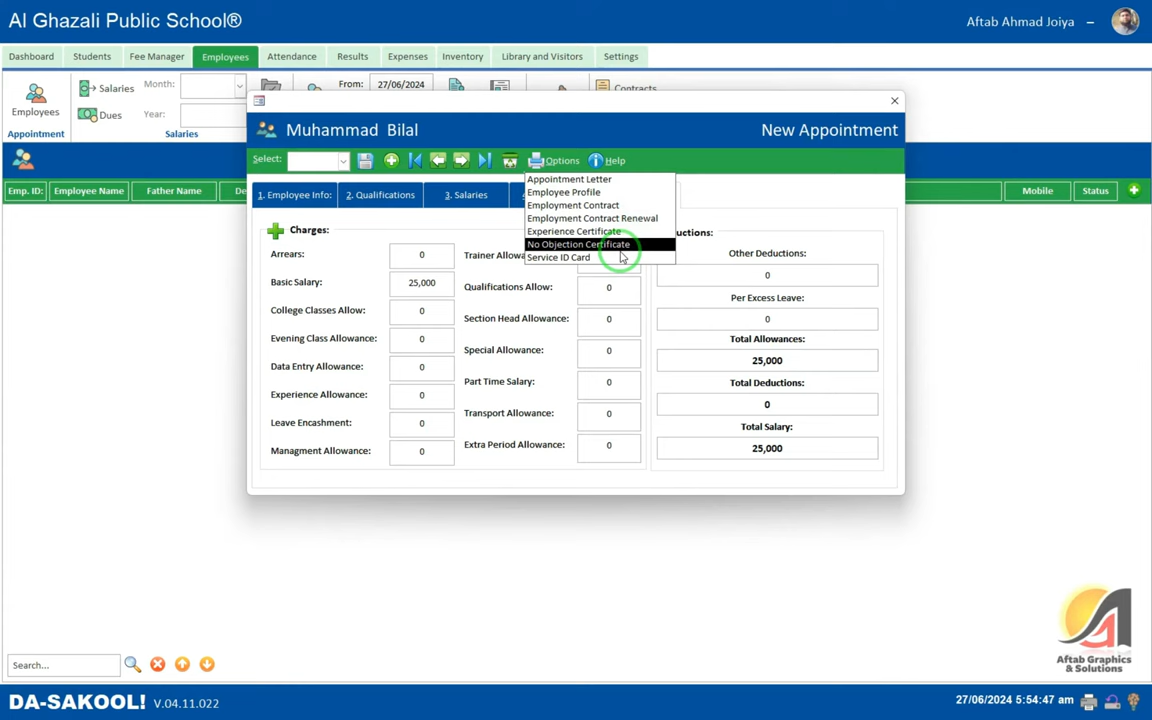 Al Ghazali Public School®
Aftab Ahmad Joiya
Dashboard Students Fee Manager Employees Attendance Results Expenses Inventory Library and Visitors Settings
Employees
Appointment
Salaries
Dues
Month:
Year:
Salaries
From: 27/06/2024
Contracts
Emp. ID: Employee Name Father Name
Mobile Status
Muhammad Bilal
New Appointment
Select:
Options
Help
Appointment Letter
Employee Profile
Employment Contract
Employment Contract Renewal
Experience Certificate
No Objection Certificate
Service ID Card
1. Employee Info: 2. Qualifications 3. Salaries
Charges:
Arrears: 0
Basic Salary: 25,000
College Classes Allow: 0
Evening Class Allowance: 0
Data Entry Allowance: 0
Experience Allowance: 0
Leave Encashment: 0
Managment Allowance: 0
Trainer
Qualifications Allow: 0
Section Head Allowance: 0
Special Allowance: 0
Part Time Salary: 0
Transport Allowance: 0
Extra Period Allowance: 0
Other Deductions:
0
Per Excess Leave:
0
Total Allowances:
25,000
Total Deductions:
0
Total Salary:
25,000
Aftab Graphics
& Solutions
Search...
DA-SAKOOL! V.04.11.022
27/06/2024 5:54:47 am